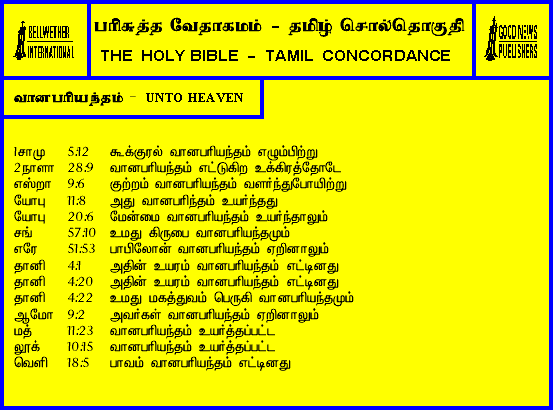 BELLWETHER
INTERNATIONAL
பரிசுத்த வேதாகமம் - தமிழ் சொல்தொகுதி
THE HOLY BIBLE - TAMIL CONCORDANCE
GOOD NEWS
PUBLISHERS
வானபரியந்தம் - UNTO HEAVEN
1சாமு 5:12 கூக்குரல் வானபரியந்தம் எழும்பிற்று
2நாளா 28:9 வானபரியந்தம் எட்டுகிற உக்கிரத்தோடே
எஸ்றா 9:6 குற்றம் வானபரியந்தம் வளர்ந்துபோயிற்று
யோபு 11:8 அது வானபரிந்தம் உயர்ந்தது
யோபு 20:6 மேன்மை வானபரியந்தம் உயர்ந்தாலும்
சங் 57:10 உமது கிருபை வானபரியந்தமும்
எரே 51:53 பாபிலோன் வானபரியந்தம் ஏறினாலும்
தானி 4:1 அதின் உயரம் வானபரியந்தம் எட்டினது
தானி 4:20 அதின் உயரம் வானபரியந்தம் எட்டினது
தானி 4:22 உமது மகத்துவம் பெருகி வானபரியந்தமும்
ஆமோ 9:2 அவர்கள் வானபரியந்தம் ஏறினாலும்
மத் 11:23 வானபரியந்தம் உயர்த்தப்பட்ட
லூக் 10:15 வானபரியந்தம் உயர்த்தப்பட்ட
வெளி 18:5 பாவம் வானபரியந்தம் எட்டினது